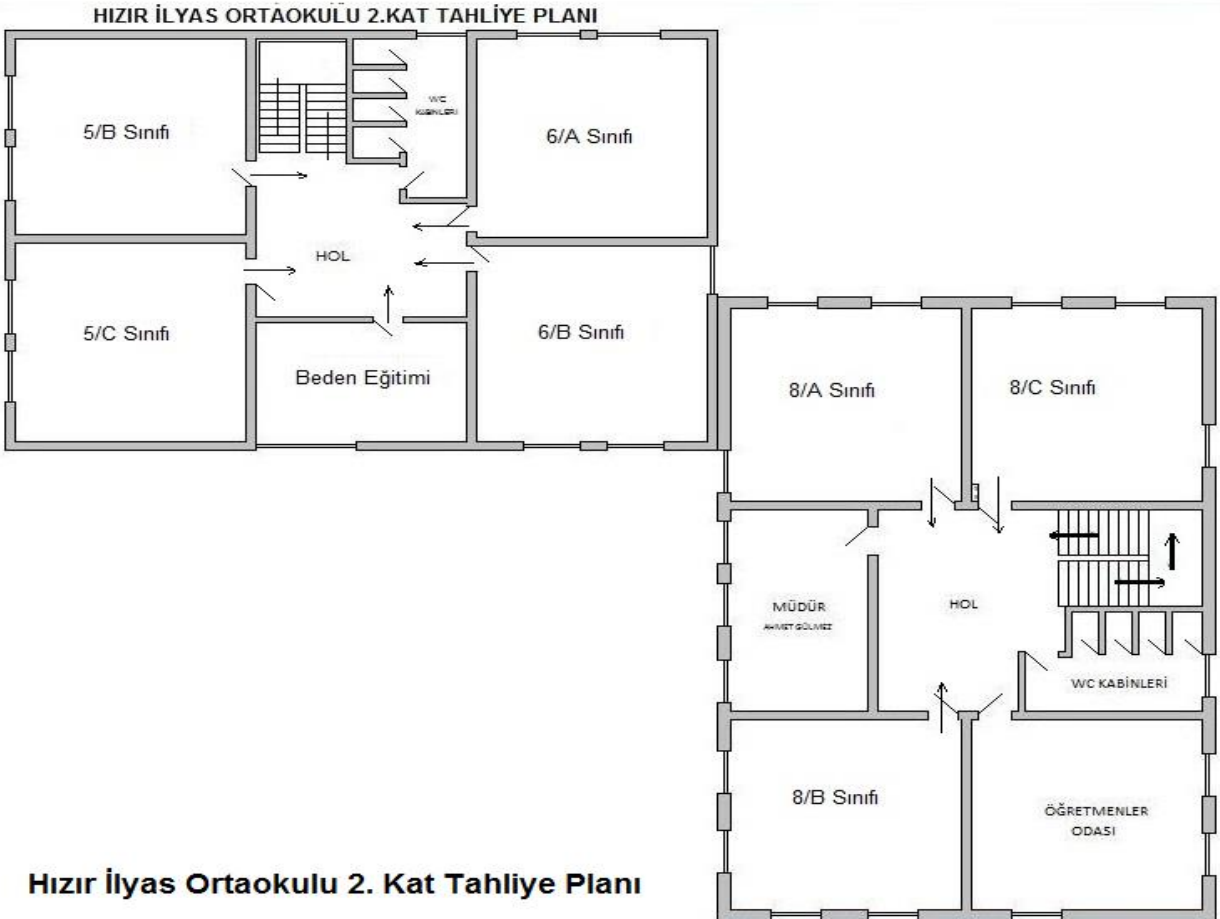 HIZIR İLYAS ORTAOKULU 2.KAT TAHLİYE PLANI
5/B Sınıfı
WC
KABİNLERİ
6/A Sınıfı
HOL
5/C Sınıfı
6/B Sınıfı
Beden Eğitimi
8/A Sınıfı
8/C Sınıfı
MÜDÜR
AHMET GÜLMEZ
HOL
WC KABİNLERİ
8/B Sınıfı
ÖĞRETMENLER
ODASI
Hızır İlyas Ortaokulu 2. Kat Tahliye Planı